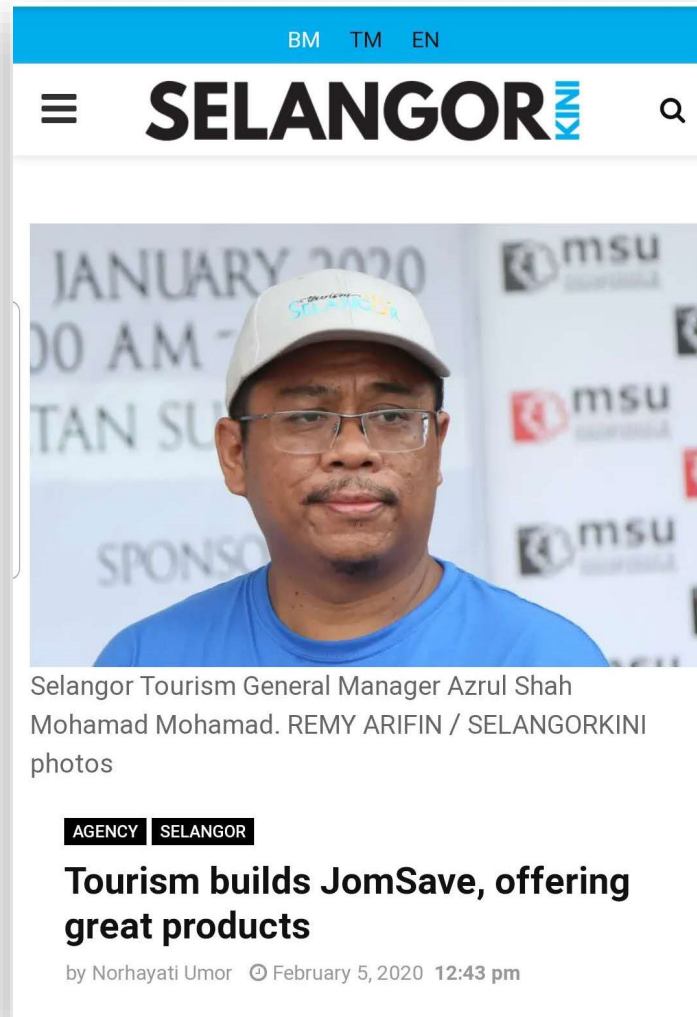 BM TM EN
SELANGOR KINI
JANUARY 2020
00 AM -
TAN SU
SPONSO
msu
msu
msu
tourism
SELANGOR
Selangor Tourism General Manager Azrul Shah
Mohamad Mohamad. REMY ARIFIN / SELANGORKINI
photos
AGENCY SELANGOR
Tourism builds JomSave, offering
great products
by Norhayati Umor February 5, 2020 12:43 pm